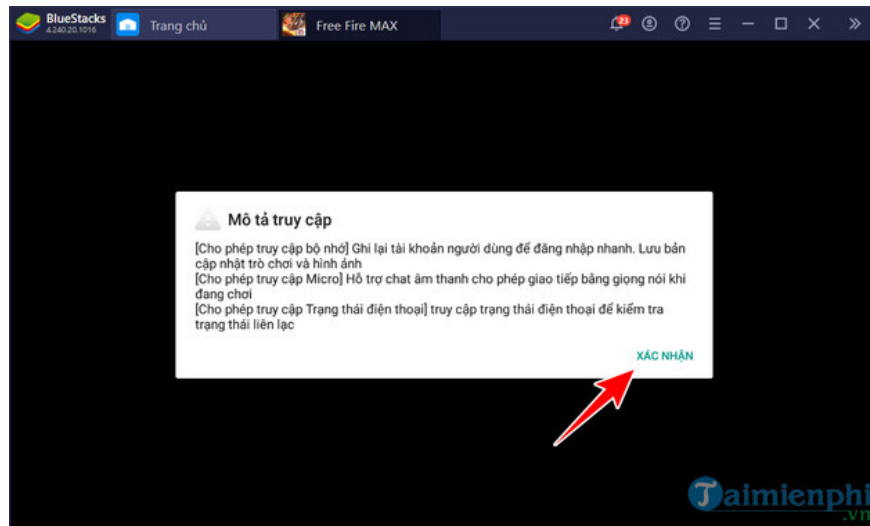 BlueStacks
4.240.20.1016
Trang chủ
Free Fire MAX
23
Mô tả truy cập
[Cho phép truy cập bộ nhớ] Ghi lại tài khoản người dùng để đăng nhập nhanh. Lưu bản
cập nhật trò chơi và hình ảnh
[Cho phép truy cập Micro] Hỗ trợ chat âm thanh cho phép giao tiếp bằng giọng nói khi
đang chơi
[Cho phép truy cập Trạng thái điện thoại] truy cập trạng thái điện thoại để kiểm tra
trạng thái liên lạc
XÁC NHẬN
Taimienphi
.vn